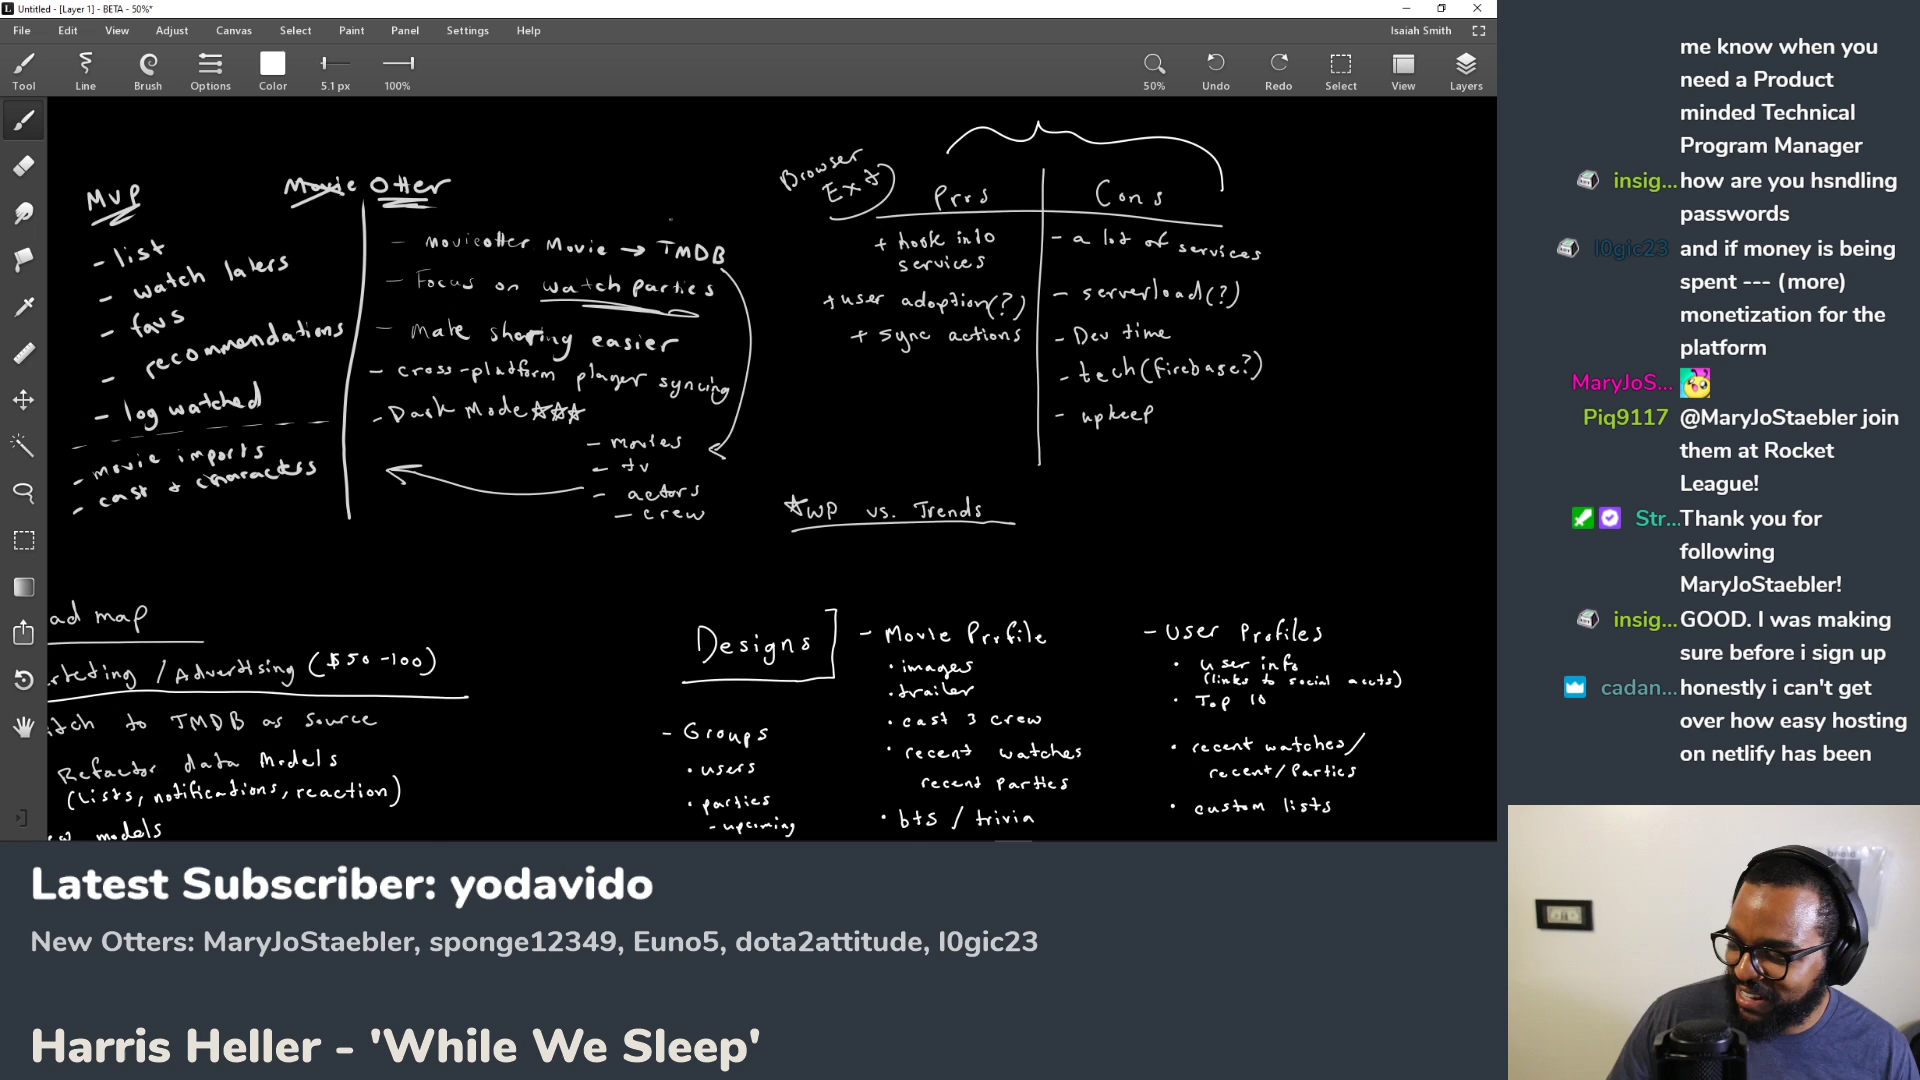 Untitled - [Layer 1] - BETA - 50%*
File Edit View Adjust Canvas Select Paint Panel Settings Help
Isaiah Smith
Tool Line Brush Options Color 5.1 px 100%
50% Undo Redo Select View Layers
MVP
- list
- watch laters
- favs
- recommendations
- log watched
- movie imports
- cast + characters
Movie Otter
- movieotter Movie → TMDB
- Focus on watch parties
- Make sharing easier
- cross-platform player syncing
- Dark Mode ☆☆☆
- movies
- tv
- actors
- crew
Browser
Ext
Pros
+ hook into
services
+ user adoption(?)
+ sync actions
Cons
- a lot of services
- serverload(?)
- Dev time
- tech (Firebase?)
- upkeep
☆ WP vs. Trends
ad map
rketing / Advertising ($50-100)
itch to TMDB as source
Refactor data Models
(lists, notifications, reaction)
models
Designs
- Groups
• users
• parties
- upcoming
- Movie Profile
• images
• trailer
• cast 3 crew
• recent watches
recent parties
• bts / trivia
- User Profiles
• user info
(links to social accts)
• Top 10
• recent watches/
recent/Parties
• custom lists
me know when you
need a Product
minded Technical
Program Manager
insig... how are you hsndling
passwords
l0gic23 and if money is being
spent --- (more)
monetization for the
platform
MaryJoS...
Piq9117 @MaryJoStaebler join
them at Rocket
League!
Str... Thank you for
following
MaryJoStaebler!
insig... GOOD. I was making
sure before i sign up
cadan... honestly i can't get
over how easy hosting
on netlify has been
Latest Subscriber: yodavido
New Otters: MaryJoStaebler, sponge12349, Euno5, dota2attitude, l0gic23
Harris Heller - 'While We Sleep'